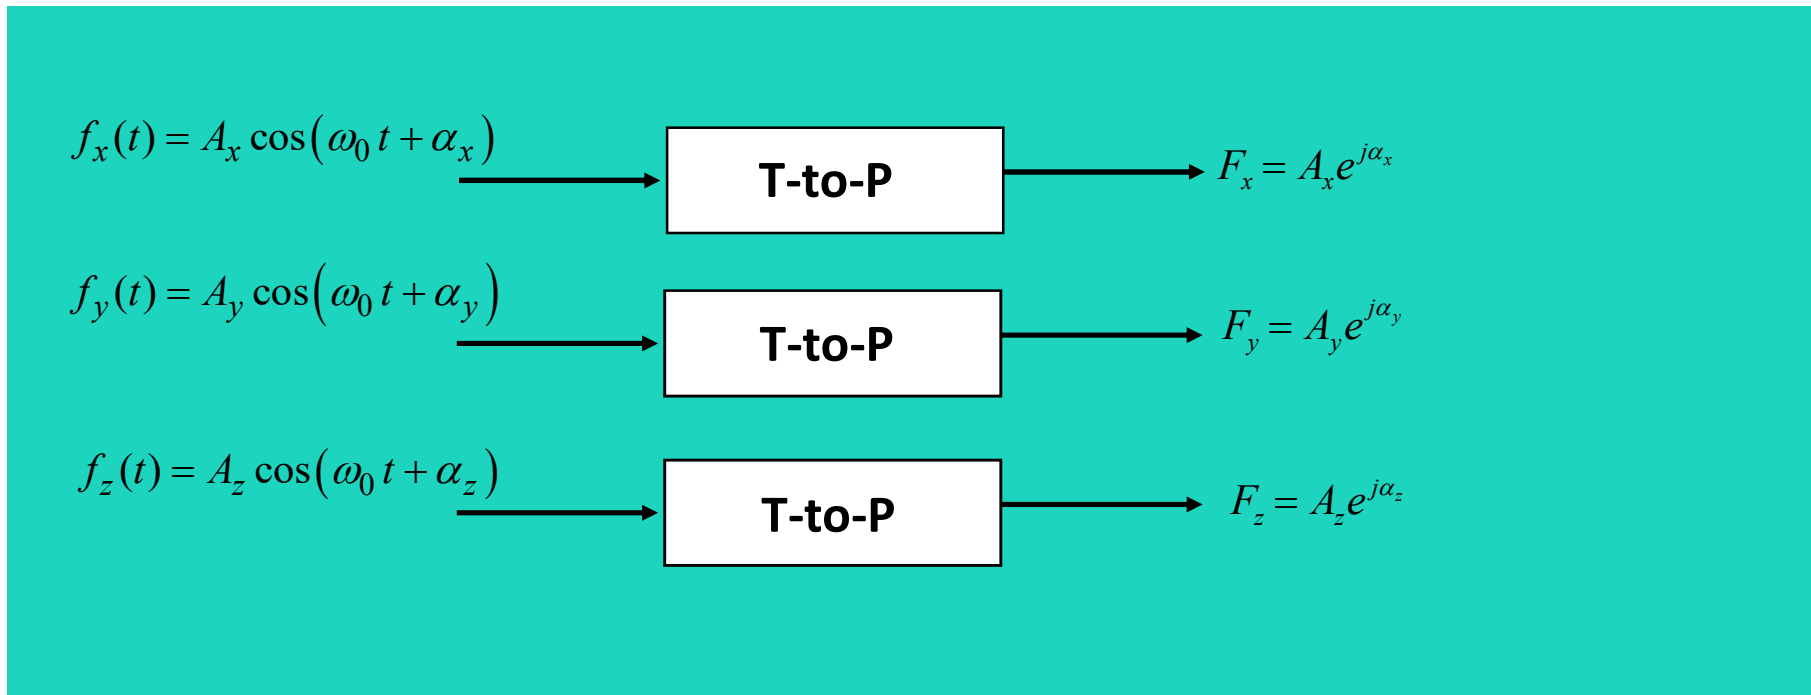 f_x(t) = A_x cos(ω_0 t + α_x)
T-to-P
F_x = A_x e^{jα_x}
f_y(t) = A_y cos(ω_0 t + α_y)
T-to-P
F_y = A_y e^{jα_y}
f_z(t) = A_z cos(ω_0 t + α_z)
T-to-P
F_z = A_z e^{jα_z}